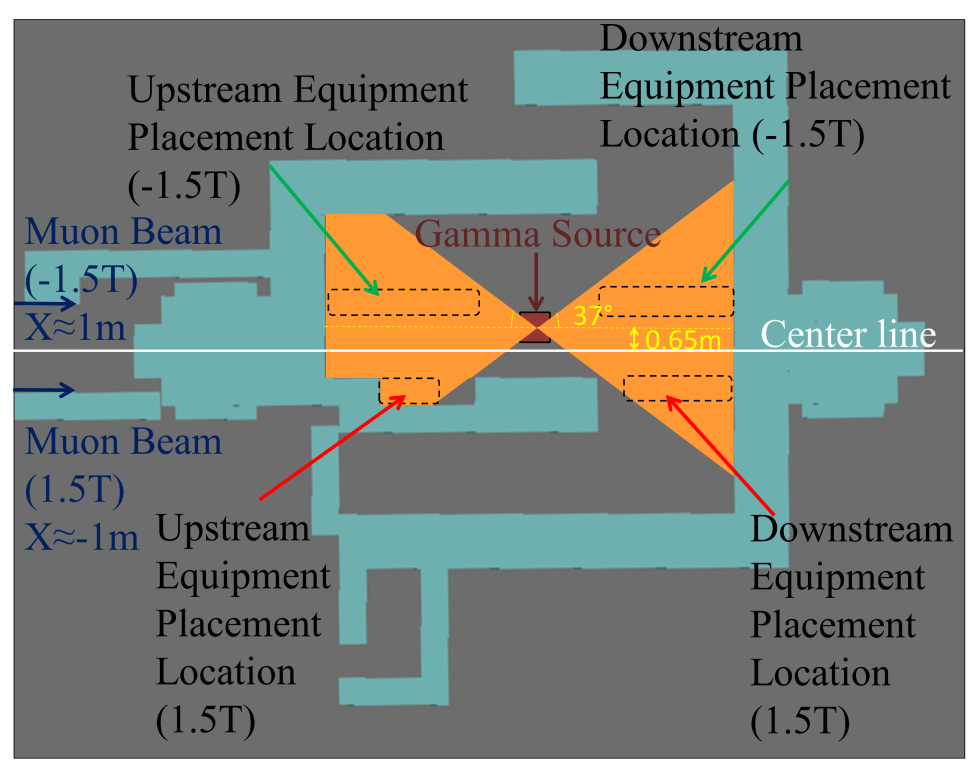 Downstream
Equipment Placement
Location (-1.5T)
Upstream Equipment
Placement Location
(-1.5T)
Muon Beam
(-1.5T)
X≈1m
Gamma Source
37°
0.65m
Center line
Muon Beam
(1.5T)
X≈-1m
Upstream
Equipment
Placement
Location
(1.5T)
Downstream
Equipment
Placement
Location
(1.5T)